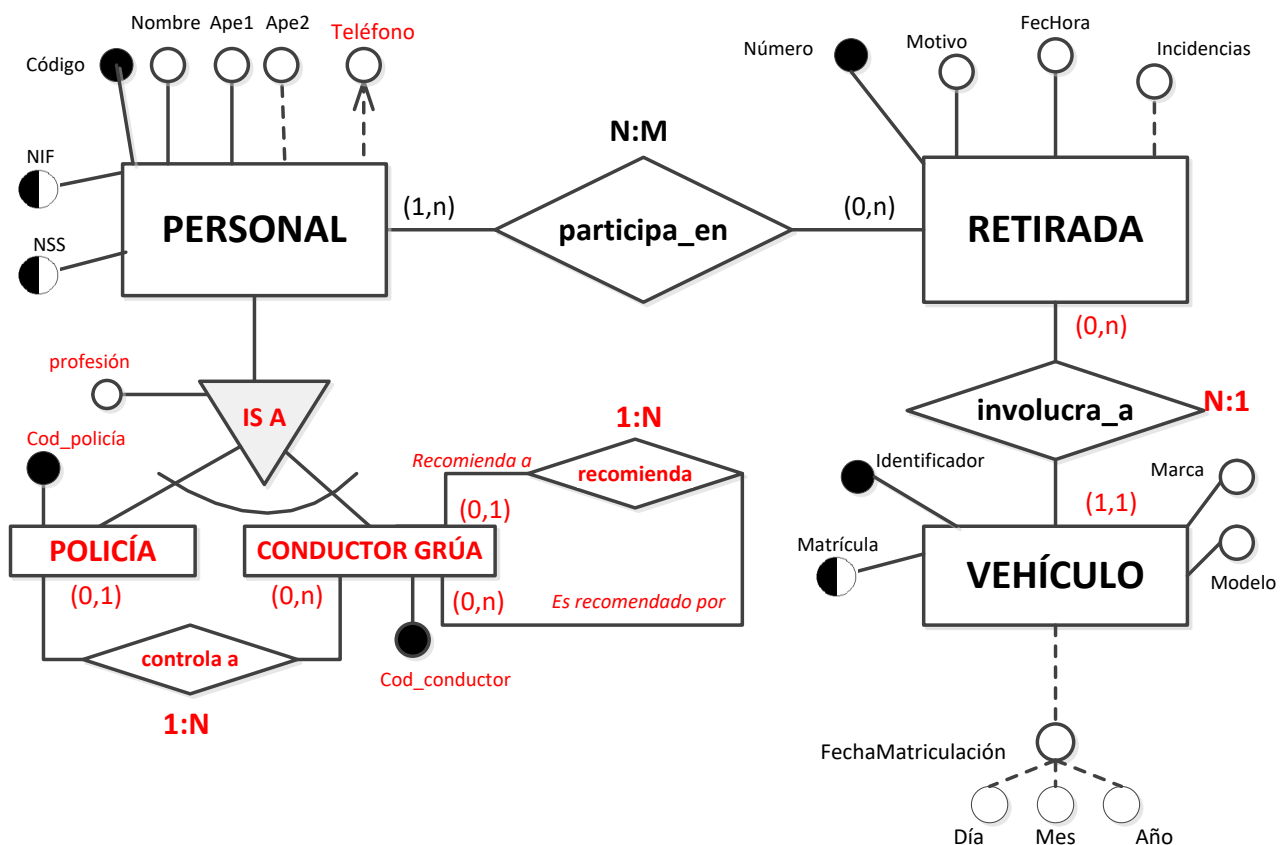 Nombre
Ape1
Ape2
Teléfono
Código
NIF
NSS
PERSONAL
(1,n)
N:M
participa_en
(0,n)
Número
Motivo
FecHora
Incidencias
RETIRADA
(0,n)
involucra_a
N:1
(1,1)
Identificador
Matrícula
Marca
Modelo
VEHÍCULO
FechaMatriculación
Día
Mes
Año
profesión
IS A
Cod_policía
POLICÍA
(0,1)
CONDUCTOR GRÚA
(0,n)
controla a
1:N
Cod_conductor
1:N
recomienda
Recomienda a
(0,1)
(0,n)
Es recomendado por